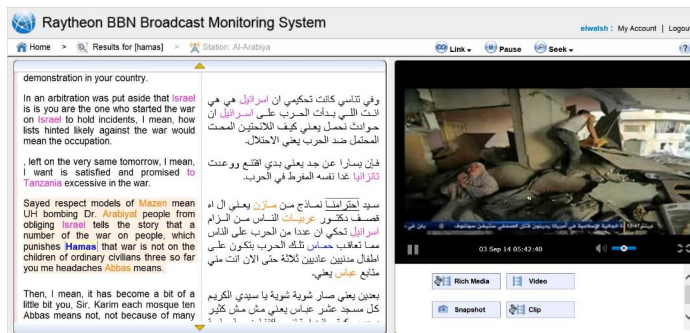 Raytheon BBN Broadcast Monitoring System
elwalsh : My Account | Logout
Home > Results for [hamas] > Station: Al-Arabiya
Link Pause Seek
demonstration in your country.
In an arbitration was put aside that Israel
is is you are the one who started the war
on Israel to hold incidents, I mean, how
lists hinted likely against the war would
mean the occupation.
, left on the very same tomorrow, I mean,
I want is satisfied and promised to
Tanzania excessive in the war.
Sayed respect models of Mazen mean
UH bombing Dr. Arabiyat people from
obliging Israel tells the story that a
number of the war on people, which
punishes Hamas that war is not on the
children of ordinary civilians three so far
you me headaches Abbas means.
Then, I mean, it has become a bit of a
little bit you, Sir, Karim each mosque ten
Abbas means not, not because of many
وفي تناسي كانت تحكيمي ان اسرائيل هي هي
انت اللي بدأت الحرب على اسرائيل ان
حوادث نحمل يعني كيف اللانحتيين المحت
المحتمل ضد الحرب يعني الاحتلال.
فإن يسارا عن جد يعني بدي اقتنع ووعدت
تانزانيا غدا نفسه المفرط في الحرب.
سيد احترامنا نماذج من مازن يعني ال اه
قصف دكتور عربيات الناس من الزام
اسرائيل تحكي ان عددا من الحرب على الناس
مما تعاقب حماس تلك الحرب بتكون على
اطفال مدنيين عاديين ثلاثة حتى الان انت مني
متابع عباس يعني.
بعدين يعني صار شوية شوية يا سيدي الكريم
كل مسجد عشر عباس يعني مش مش كثير
03 Sep 14 05:42:40
Rich Media Video
Snapshot Clip